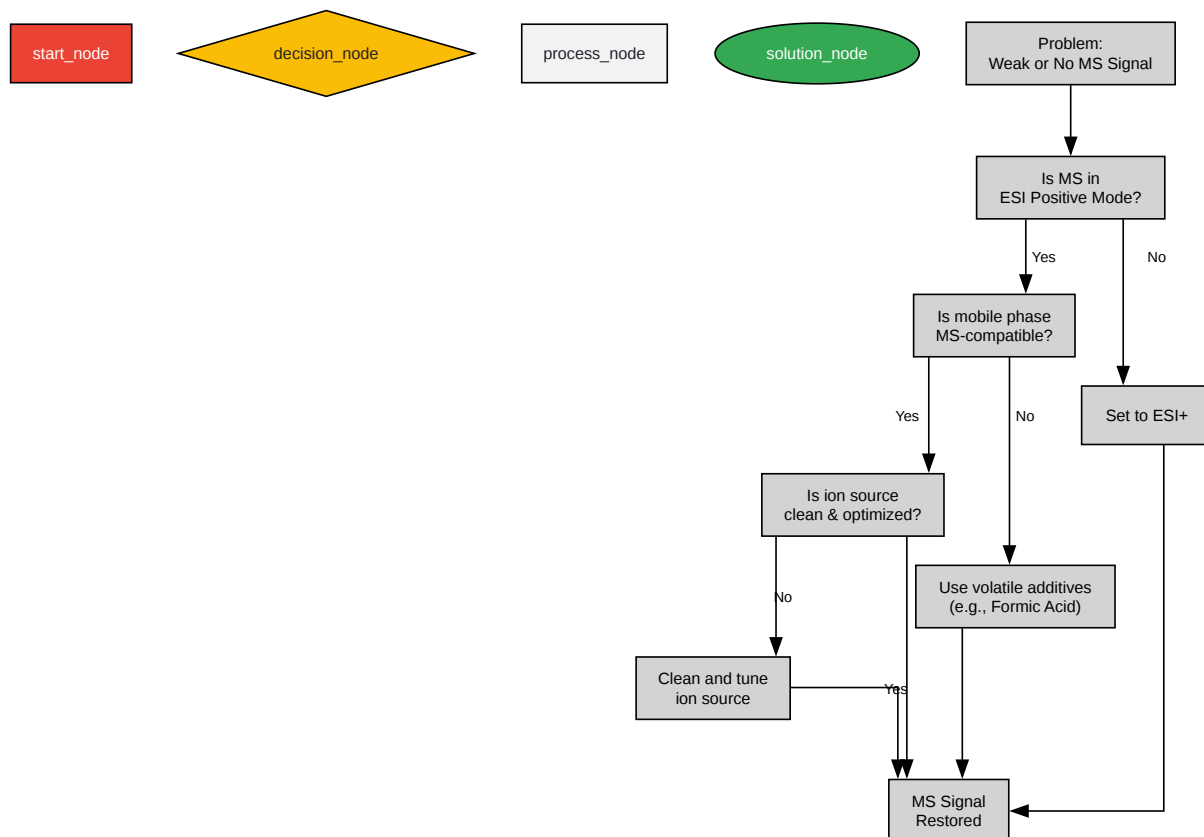 start_node
decision_node
process_node
solution_node
Problem:
Weak or No MS Signal
Is MS in
ESI Positive Mode?
Yes
No
Is mobile phase
MS-compatible?
Set to ESI+
Yes
No
Is ion source
clean & optimized?
Use volatile additives
(e.g., Formic Acid)
No
Clean and tune
ion source
Yes
MS Signal
Restored